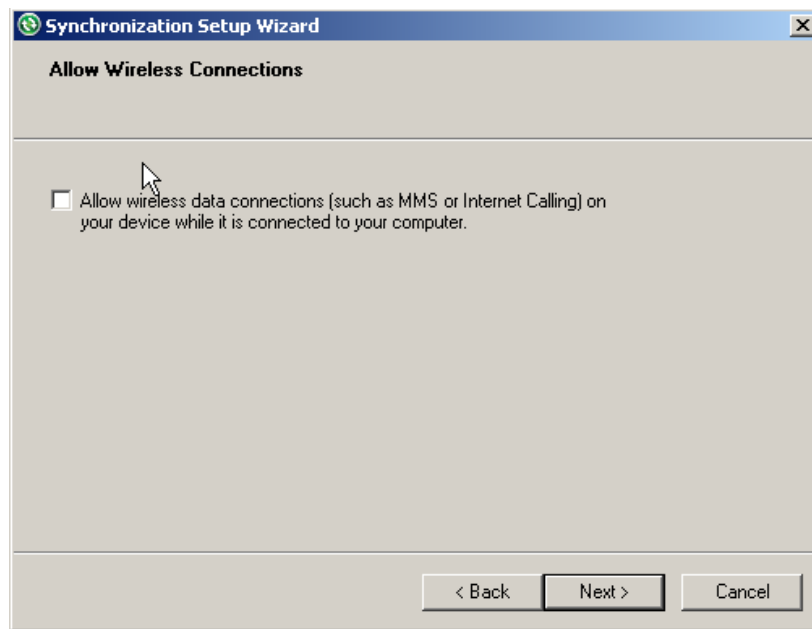 Synchronization Setup Wizard
Allow Wireless Connections
Allow wireless data connections (such as MMS or Internet Calling) on
your device while it is connected to your computer.
< Back Next > Cancel